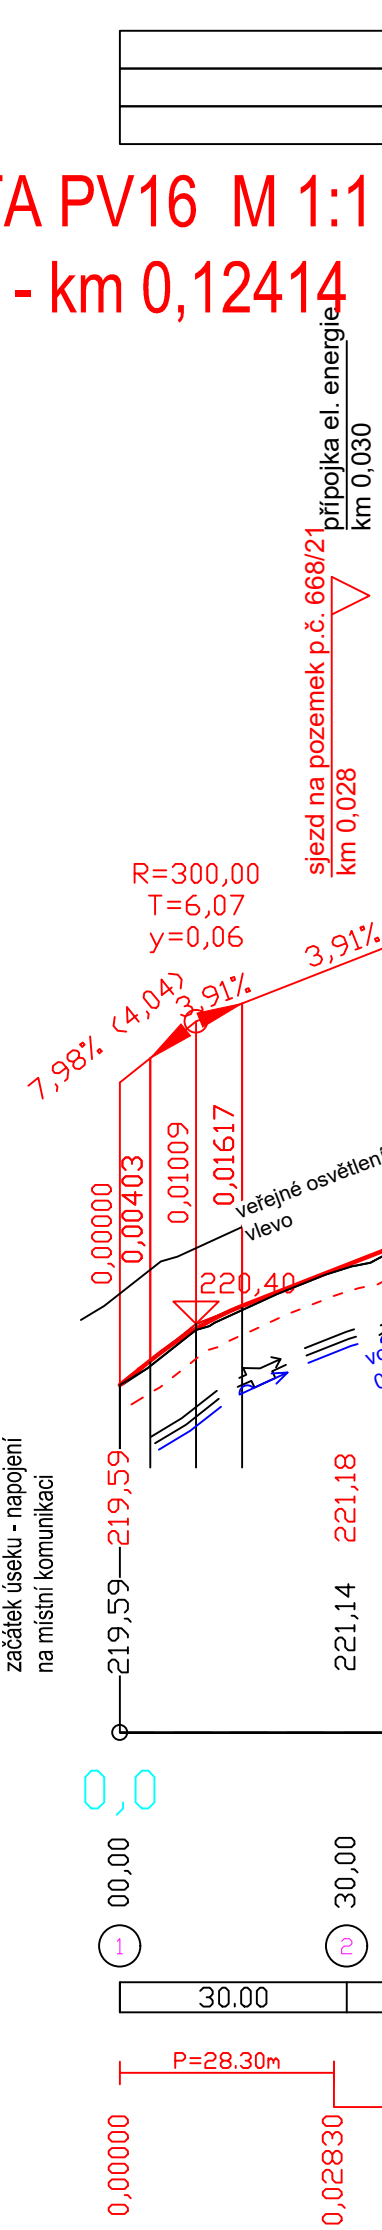 TA PV16 M 1:1
- km 0,12414
přípojka el. energie
km 0,030
sjezd na pozemek p.č. 668/21
km 0,028
R=300,00
T=6,07
y=0,06
3,91%
7,98% (4,04)
3,91%
0,00000
0,00403
0,01009
0,01617
veřejné osvětlení
vlevo
220,40
začátek úseku - napojení
na místní komunikaci
219,59
221,18
219,59
221,14
0,0
00,00
30,00
1
2
30.00
P=28.30m
0,00000
0,02830